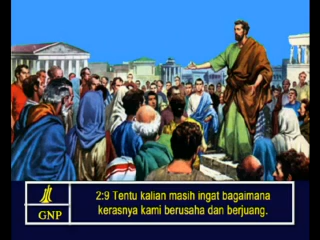 2:9 Tentu kalian masih ingat bagaimana
kerasnya kami berusaha dan berjuang.
GNP